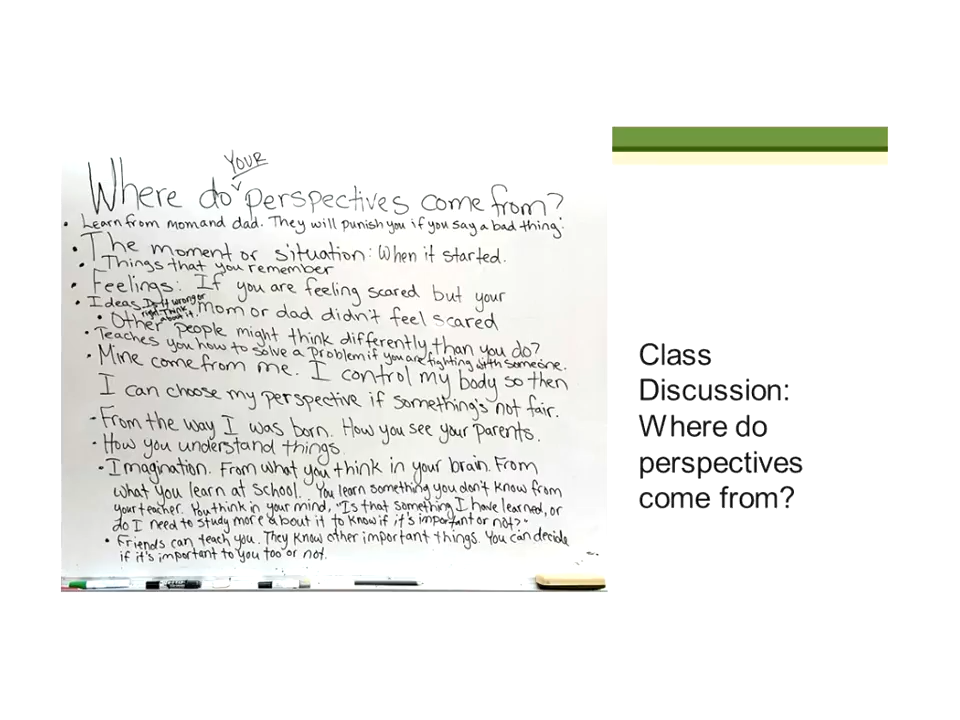 YOUR
Where do ˅ perspectives come from?
• Learn from mom and dad. They will punish you if you say a bad thing.
• The moment or situation: When it started.
• Things that you remember
• Feelings: If you are feeling scared but your
mom or dad didn't feel scared
• Ideas. Do it wrong or
right. Think
about it.
• Other people might think differently than you do?
• Teaches you how to solve a problem if you are fighting with someone.
• Mine come from me. I control my body so then
I can choose my perspective if something's not fair.
- From the way I was born. How you see your parents.
• How you understand things.
• Imagination. From what you think in your brain. From
what you learn at school. You learn something you don't know from
your teacher. You think in your mind, "Is that something I have learned, or
do I need to study more about it to know if it's important or not?"
• Friends can teach you. They know other important things. You can decide
if it's important to you too or not.
Class
Discussion:
Where do
perspectives
come from?